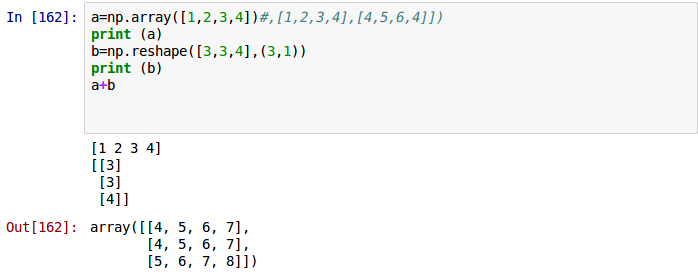 In [162]: a=np.array([1,2,3,4])#,[1,2,3,4],[4,5,6,4]])
print (a)
b=np.reshape([3,3,4],(3,1))
print (b)
a+b
[1 2 3 4]
[[3]
 [3]
 [4]]
Out[162]: array([[4, 5, 6, 7],
       [4, 5, 6, 7],
       [5, 6, 7, 8]])